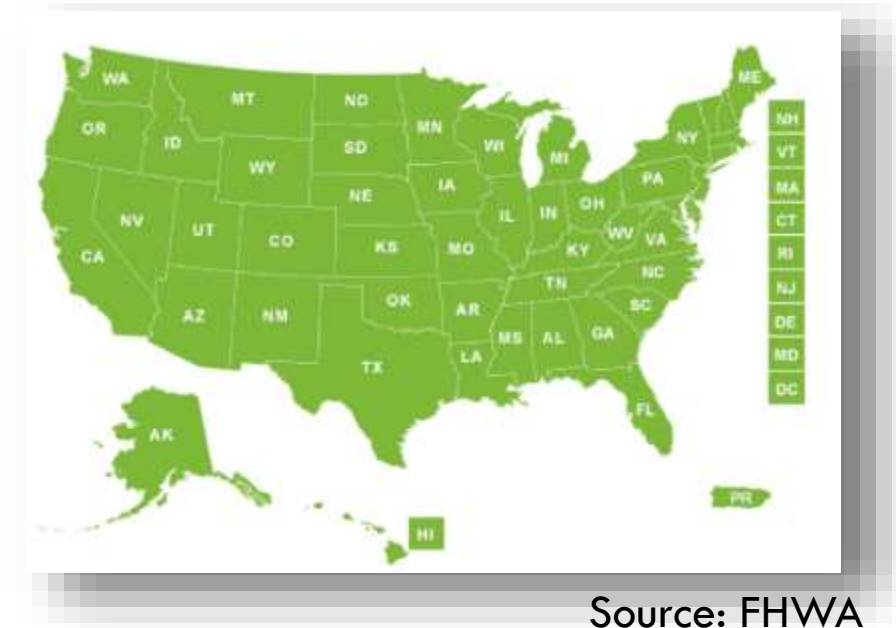 WA
MT
ND
MN
ME
OR
ID
SD
WI
MI
NY
NH
VT
WY
IA
PA
MA
NV
NE
IL
IN
OH
CT
UT
CO
KS
MO
KY
WV
VA
RI
CA
NC
NJ
AZ
NM
OK
AR
TN
SC
DE
TX
LA
MS
AL
GA
MD
DC
FL
AK
PR
HI
Source: FHWA